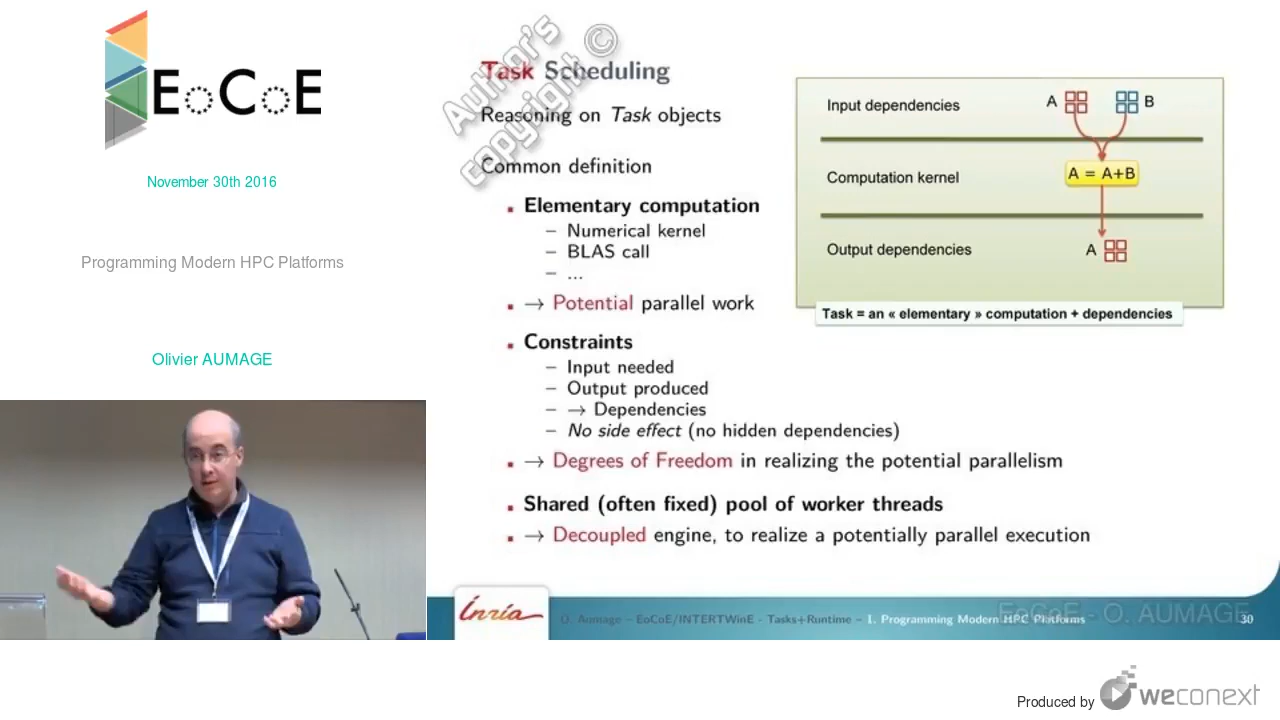 EoCoE
November 30th 2016
Programming Modern HPC Platforms
Olivier AUMAGE
Author's
copyright ©
Task Scheduling
Reasoning on Task objects
Common definition
Elementary computation
– Numerical kernel
– BLAS call
– ...
→ Potential parallel work
Constraints
– Input needed
– Output produced
– → Dependencies
– No side effect (no hidden dependencies)
→ Degrees of Freedom in realizing the potential parallelism
Shared (often fixed) pool of worker threads
→ Decoupled engine, to realize a potentially parallel execution
Input dependencies A B
Computation kernel A = A+B
Output dependencies A
Task = an « elementary » computation + dependencies
Inria
O. Aumage – EoCoE/INTERTWinE - Tasks+Runtime – 1. Programming Modern HPC Platforms
EoCoE - O. AUMAGE
30
Produced by weconext